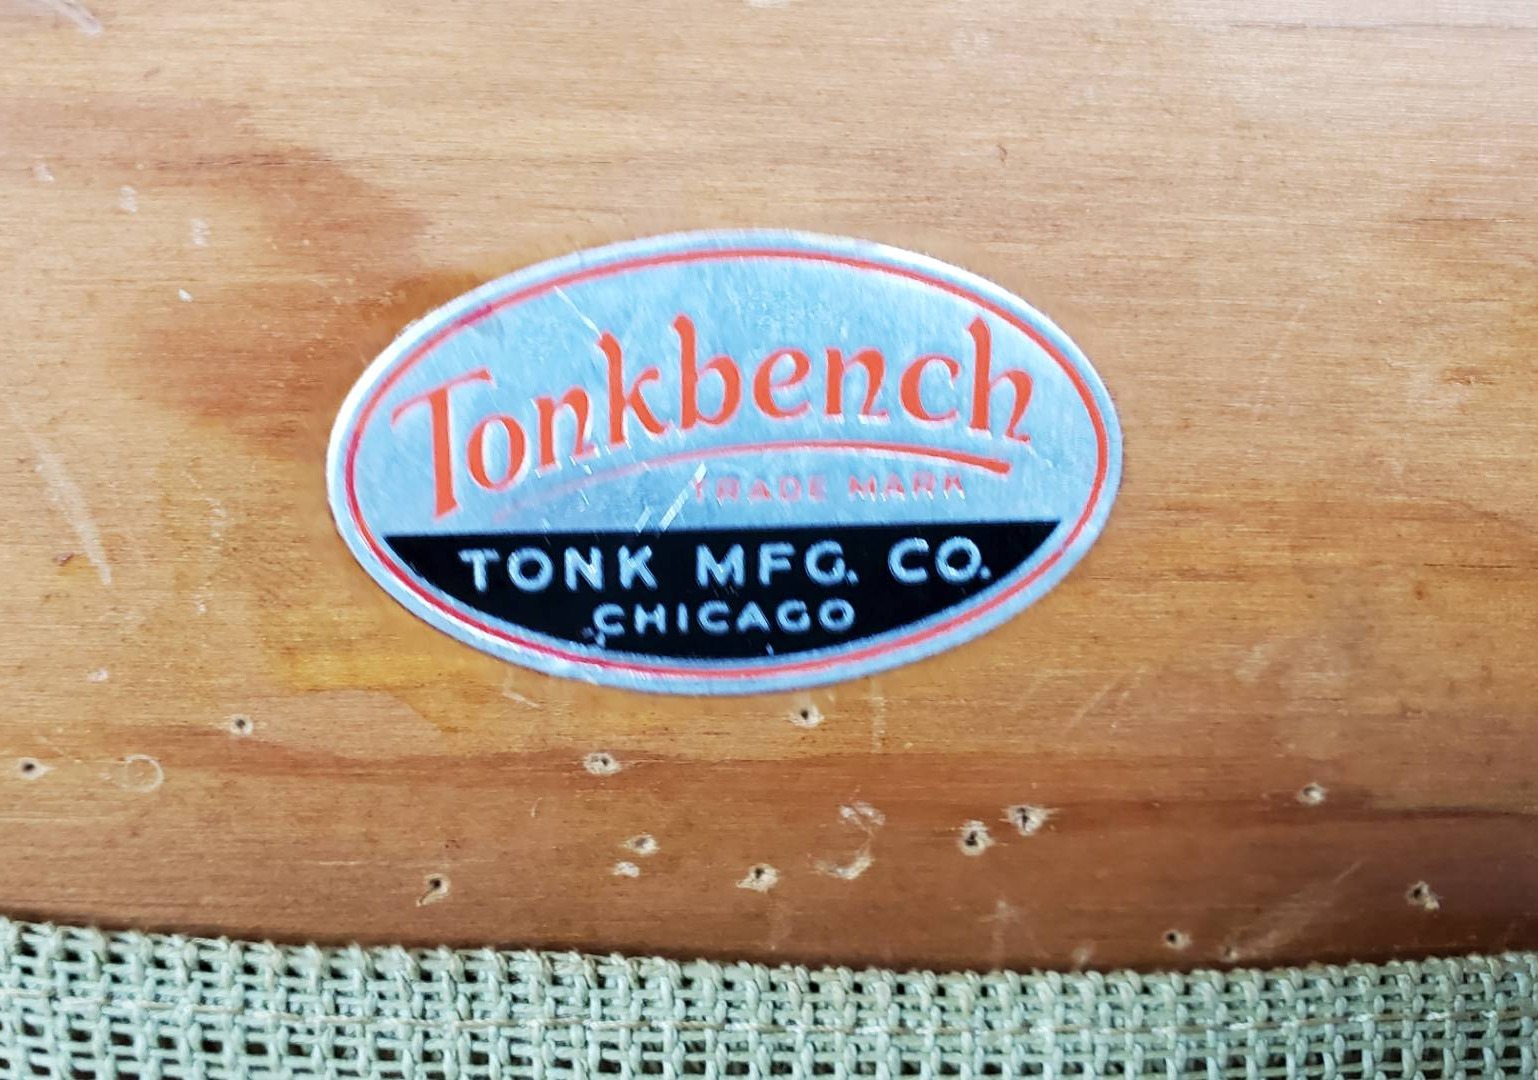 Tonkbench
TRADE MARK
TONK MFG. CO.
CHICAGO